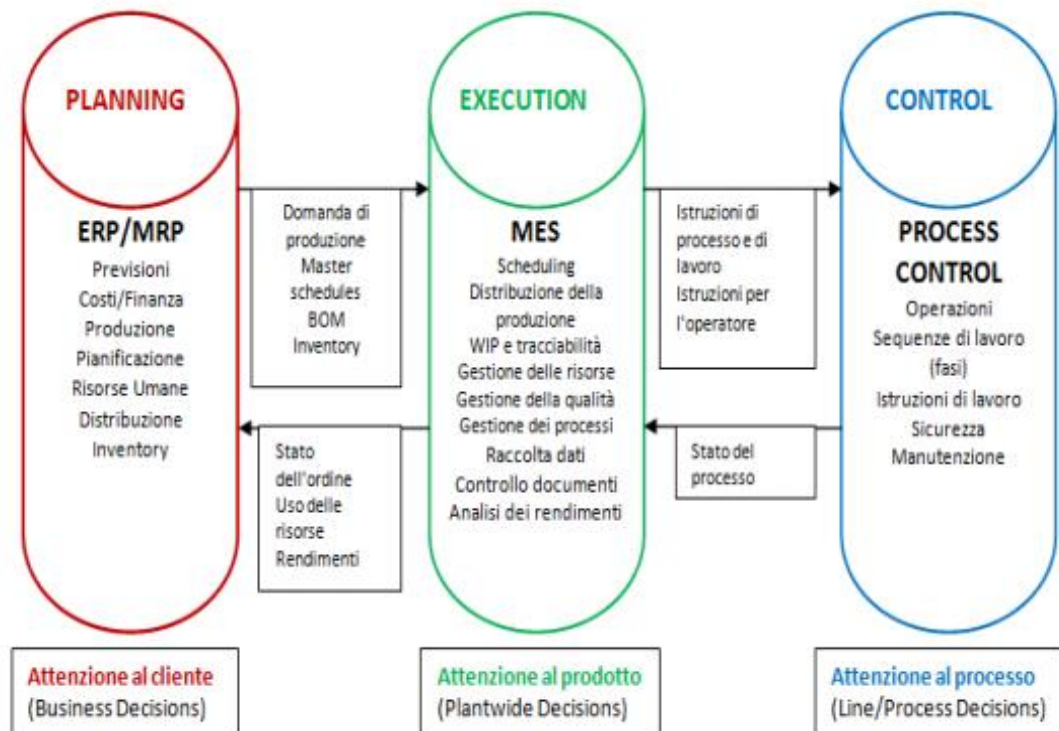 PLANNING
ERP/MRP
Previsioni
Costi/Finanza
Produzione
Pianificazione
Risorse Umane
Distribuzione
Inventory
Domanda di
produzione
Master
schedules
BOM
Inventory
Stato
dell'ordine
Uso delle
risorse
Rendimenti
EXECUTION
MES
Scheduling
Distribuzione della
produzione
WIP e tracciabilità
Gestione delle risorse
Gestione della qualità
Gestione dei processi
Raccolta dati
Controllo documenti
Analisi dei rendimenti
Istruzioni di
processo e di
lavoro
Istruzioni per
l'operatore
Stato del
processo
CONTROL
PROCESS
CONTROL
Operazioni
Sequenze di lavoro
(fasi)
Istruzioni di lavoro
Sicurezza
Manutenzione
Attenzione al cliente
(Business Decisions)
Attenzione al prodotto
(Plantwide Decisions)
Attenzione al processo
(Line/Process Decisions)